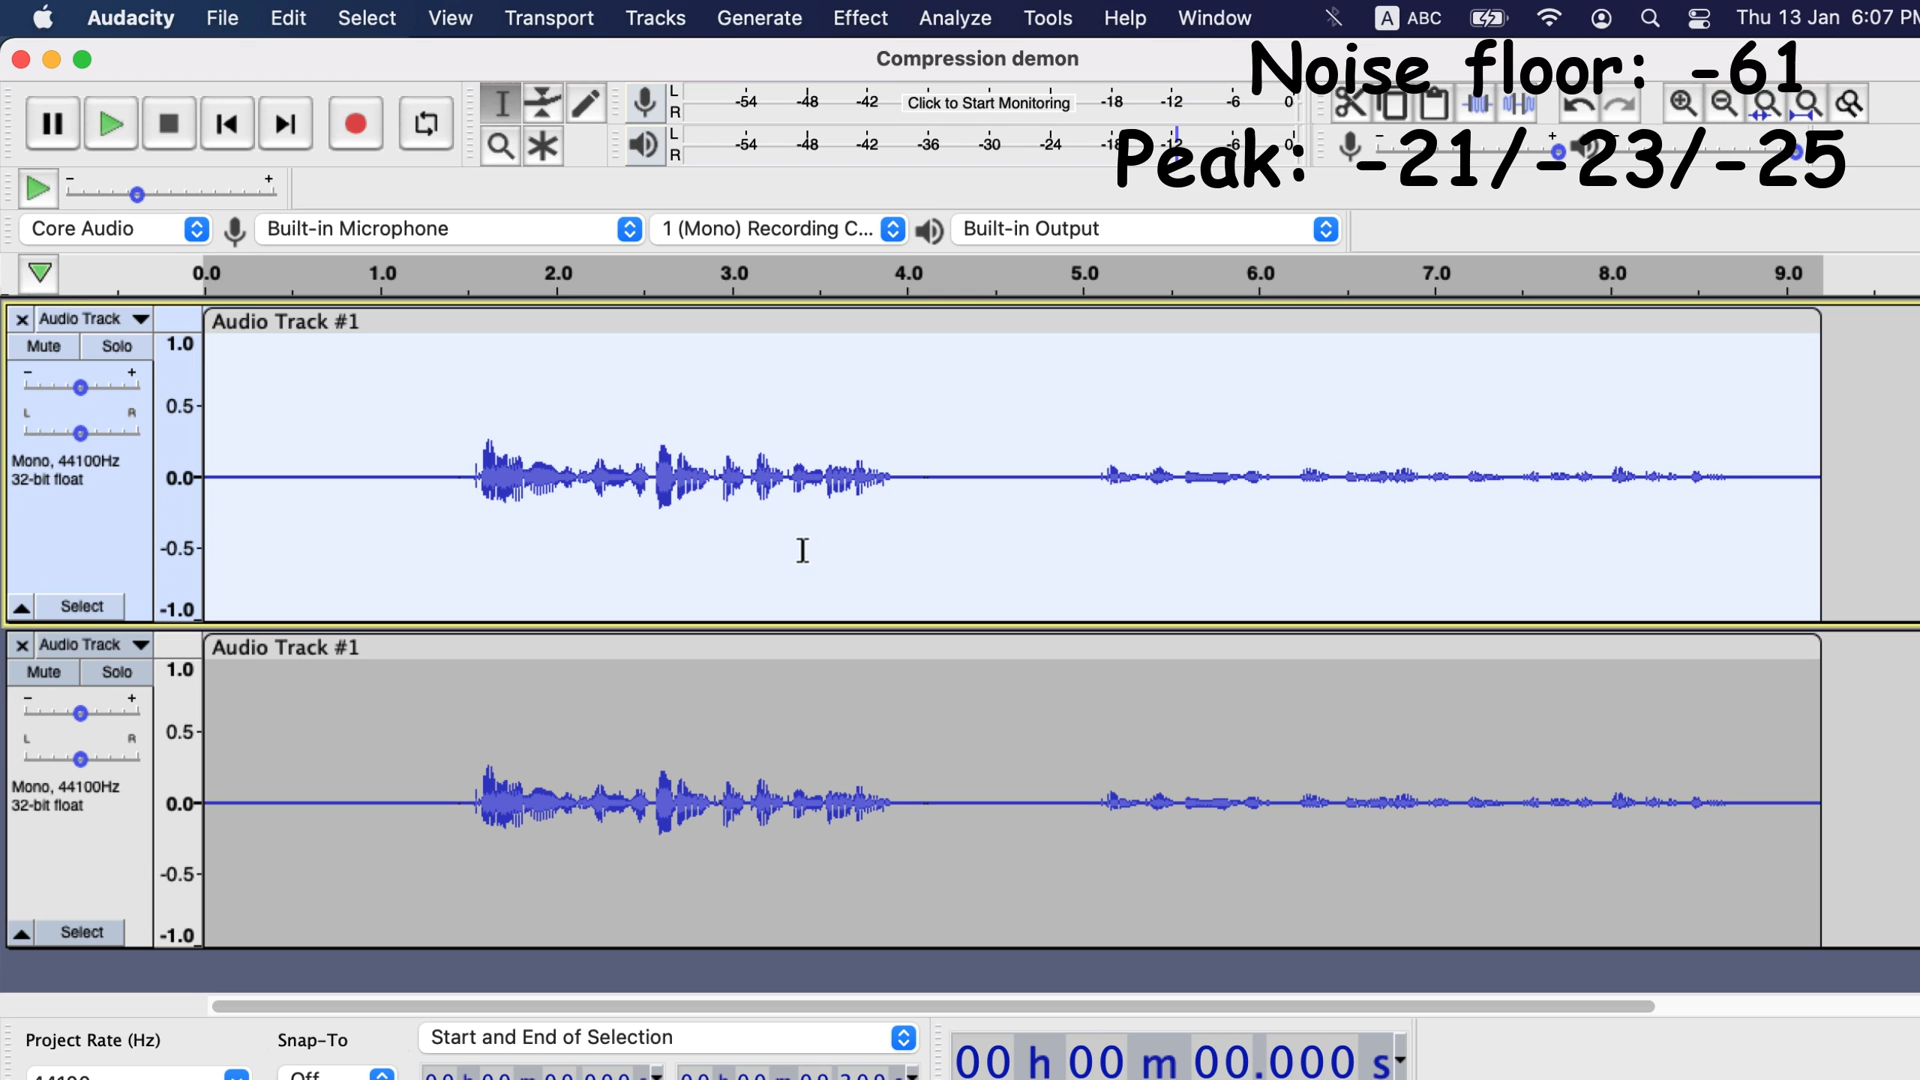 Audacity File Edit Select View Transport Tracks Generate Effect Analyze Tools Help Window A ABC Thu 13 Jan 6:07 PM
Compression demon
Noise floor: -61
L R -54 -48 -42 Click to Start Monitoring -18 -12 -6 0
L R -54 -48 -42 -36 -30 -24 -18 -12 -6 0
Peak: -21/-23/-25
Core Audio Built-in Microphone 1 (Mono) Recording C... Built-in Output
0.0 1.0 2.0 3.0 4.0 5.0 6.0 7.0 8.0 9.0
Audio Track Audio Track #1
Mute Solo
1.0
0.5
0.0
-0.5
-1.0
L R
Mono, 44100Hz
32-bit float
Select
Audio Track Audio Track #1
Mute Solo
1.0
0.5
0.0
-0.5
-1.0
L R
Mono, 44100Hz
32-bit float
Select
Project Rate (Hz) Snap-To Start and End of Selection
00 h 00 m 00.000 s
44100 Off